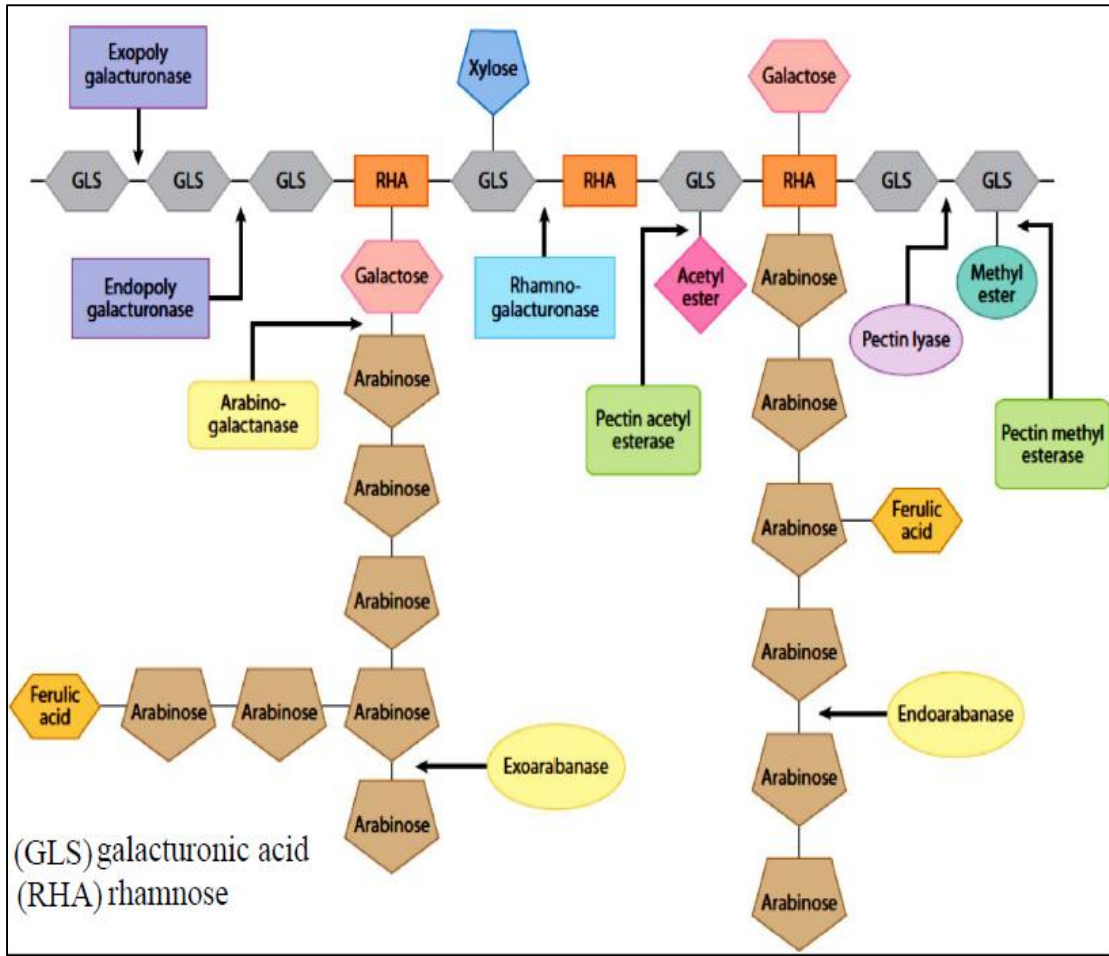 Exopoly
galacturonase
Xylose
Galactose
GLS
GLS
GLS
RHA
GLS
RHA
GLS
RHA
GLS
GLS
Endopoly
galacturonase
Galactose
Rhamno-
galacturonase
Acetyl
ester
Arabinose
Pectin lyase
Methyl
ester
Arabino-
galactanase
Arabinose
Pectin acetyl
esterase
Arabinose
Pectin methyl
esterase
Arabinose
Arabinose
Ferulic
acid
Arabinose
Arabinose
Ferulic
acid
Arabinose
Arabinose
Arabinose
Endoarabanase
Exoarabanase
Arabinose
Arabinose
Arabinose
(GLS) galacturonic acid
(RHA) rhamnose